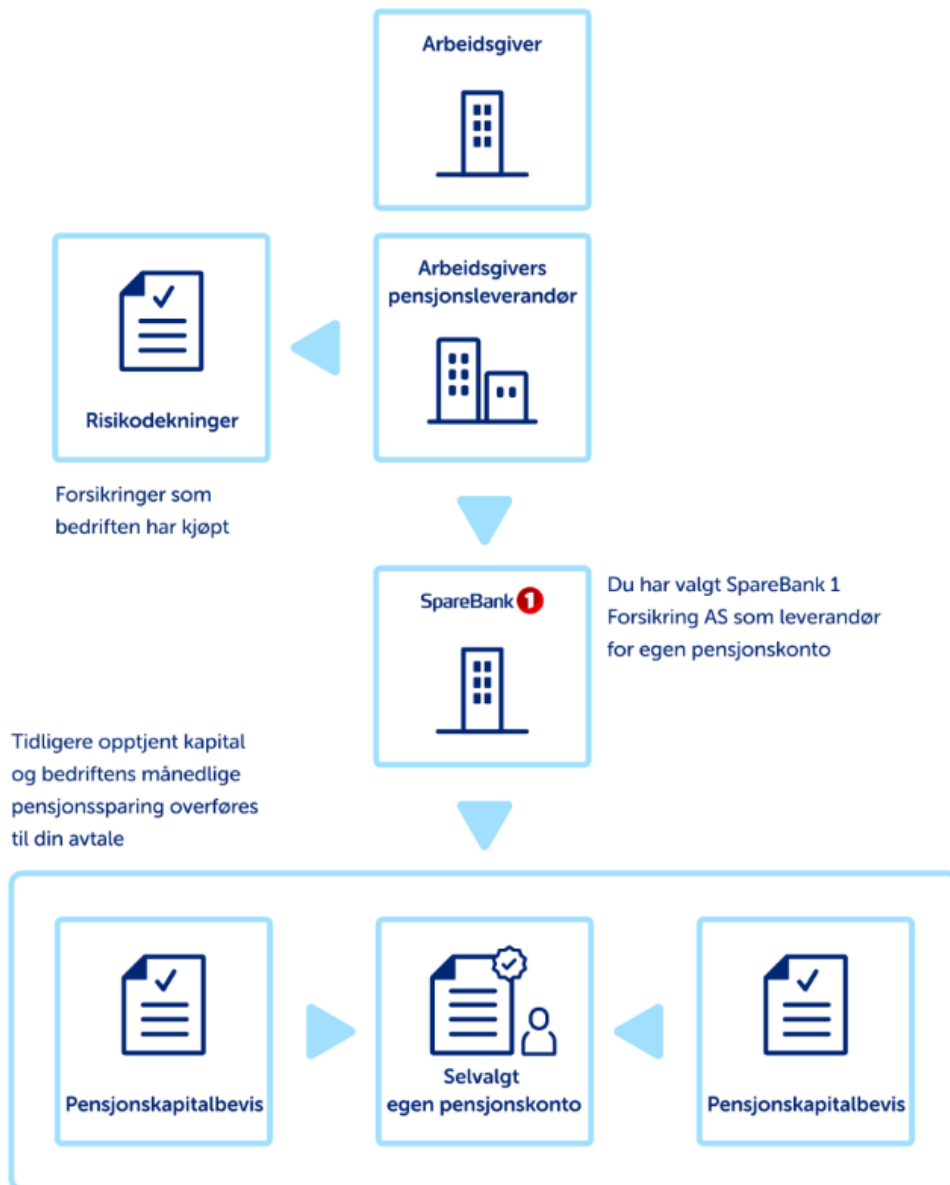 Arbeidsgiver
Arbeidsgivers
pensjonsleverandør
Risikodekninger
Forsikringer som
bedriften har kjøpt
SpareBank 1
Du har valgt SpareBank 1
Forsikring AS som leverandør
for egen pensjonskonto
Tidligere opptjent kapital
og bedriftens månedlige
pensjonssparing overføres
til din avtale
Pensjonskapitalbevis
Selvalgt
egen pensjonskonto
Pensjonskapitalbevis